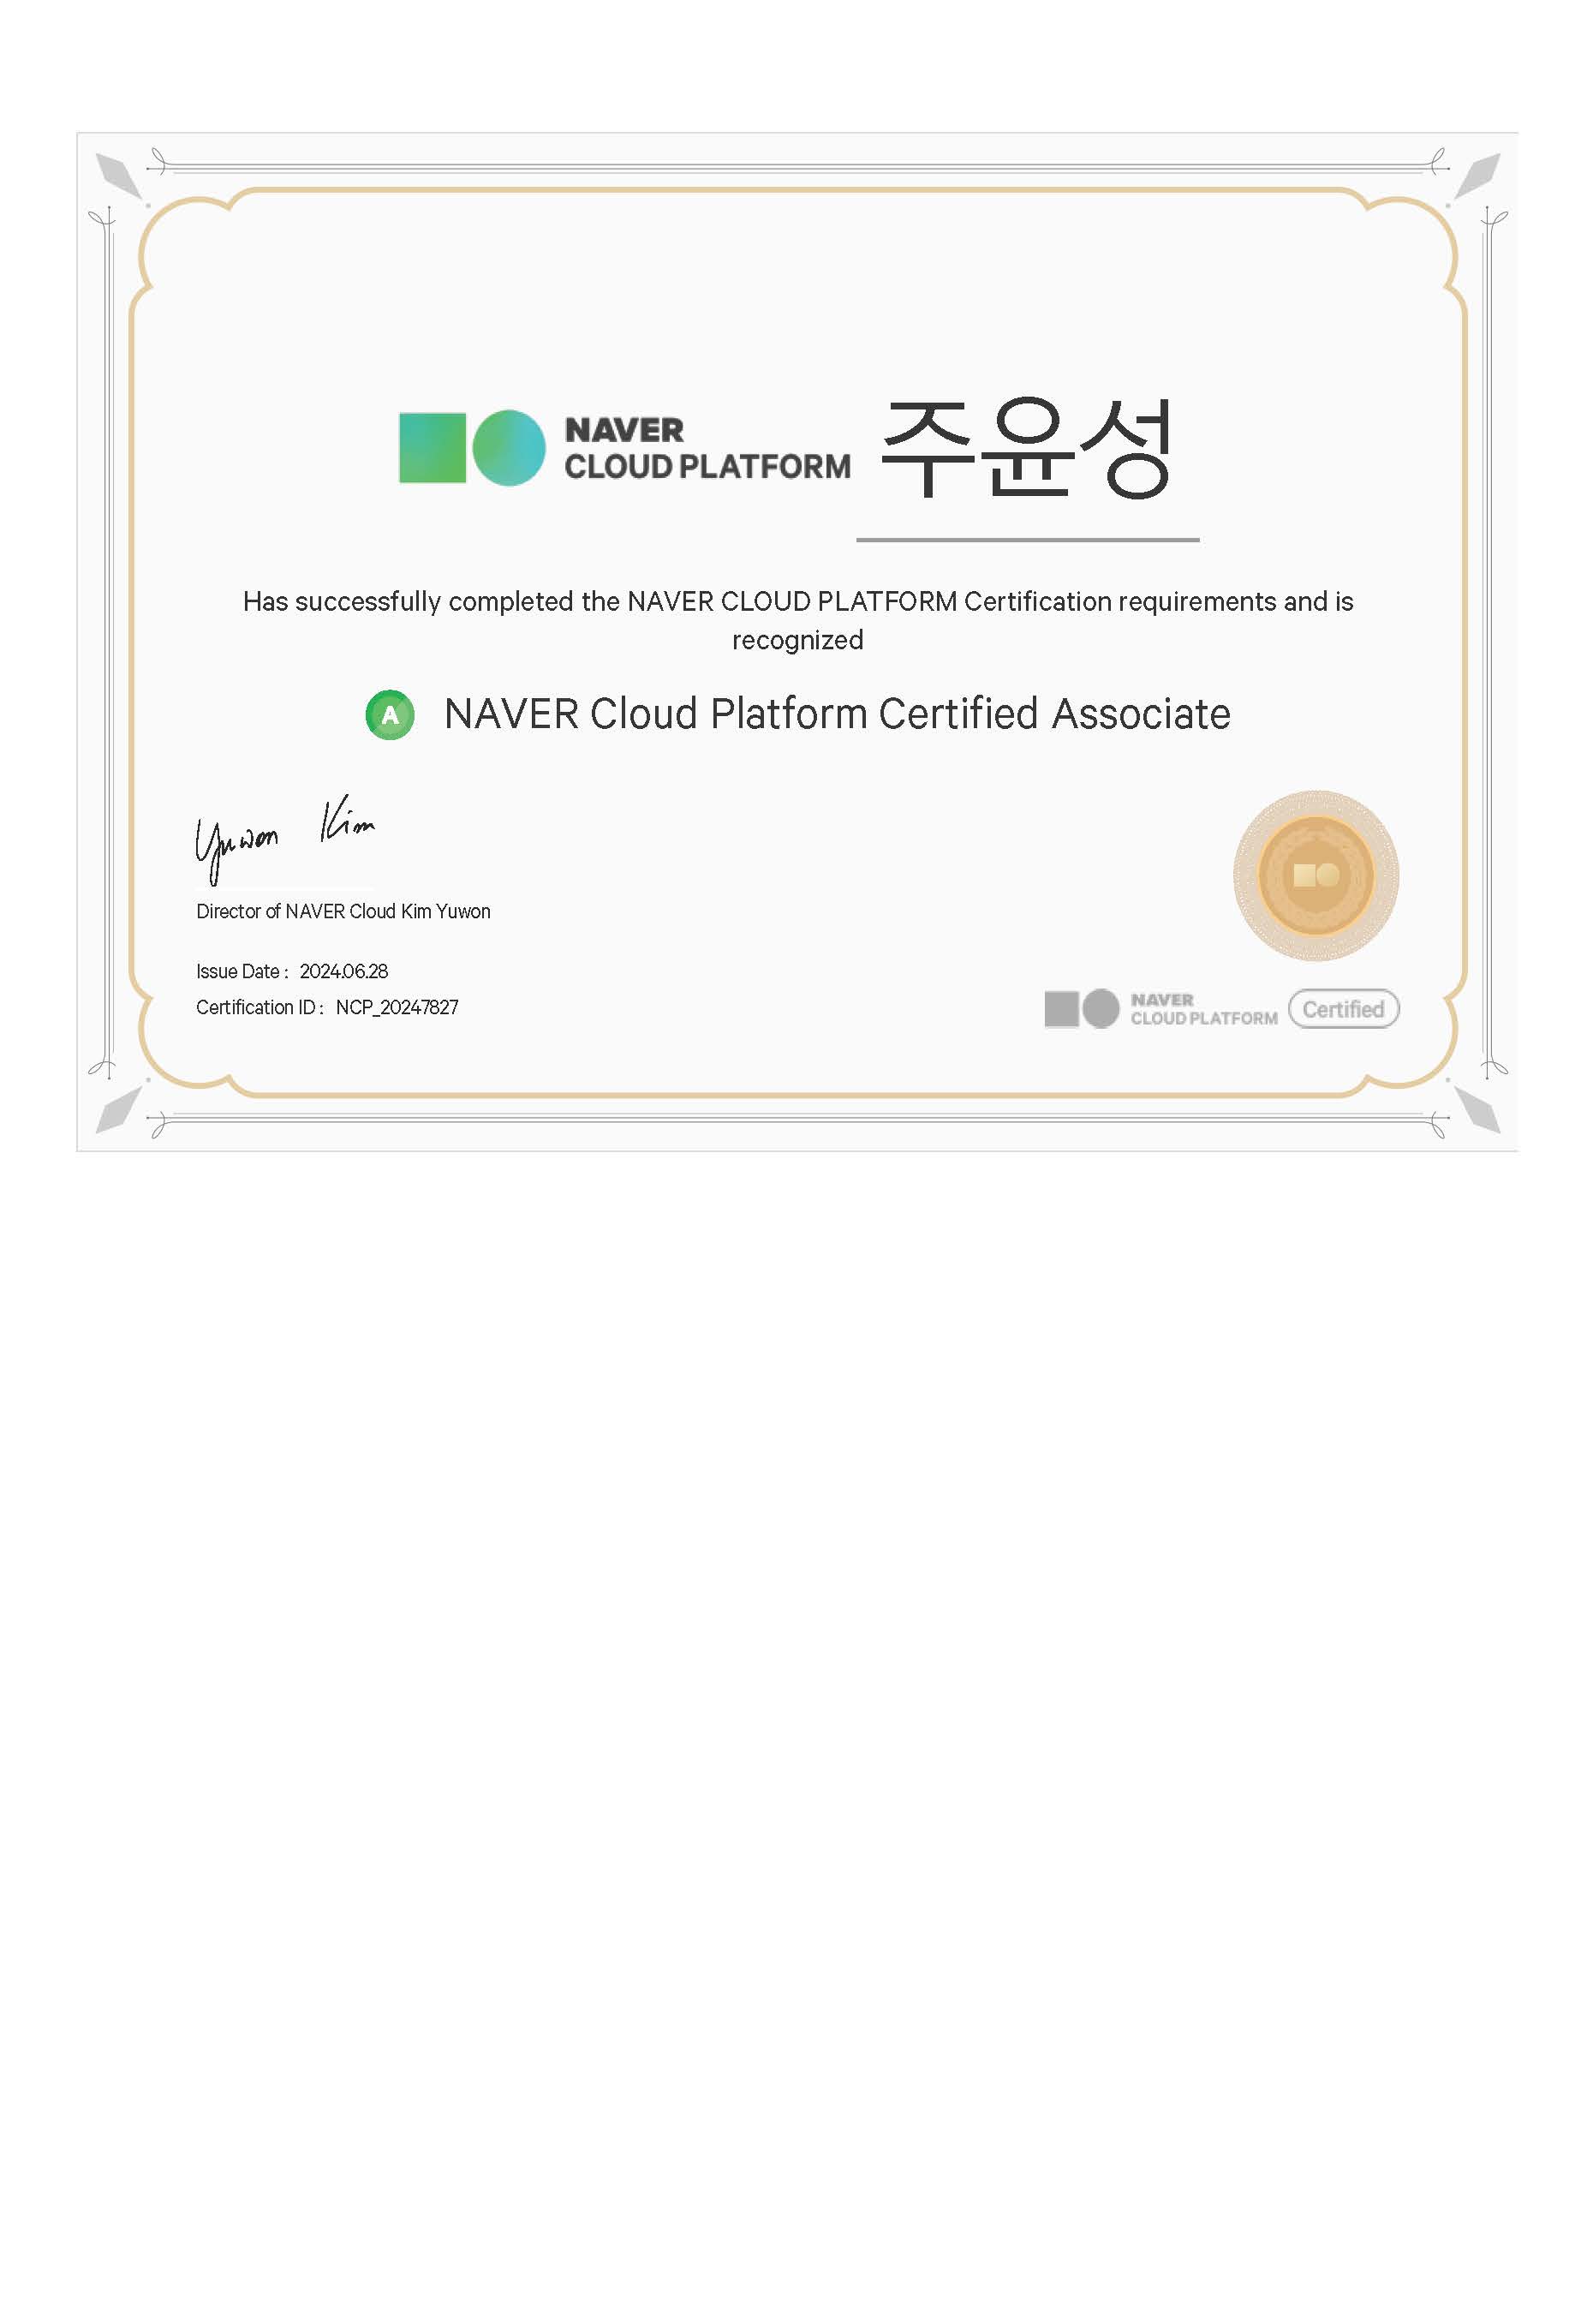 NAVER
CLOUD PLATFORM
주윤성
Has successfully completed the NAVER CLOUD PLATFORM Certification requirements and is
recognized
A NAVER Cloud Platform Certified Associate
Yuwon Kim
Director of NAVER Cloud Kim Yuwon
Issue Date : 2024.06.28
Certification ID : NCP_20247827
NAVER
CLOUD PLATFORM
Certified